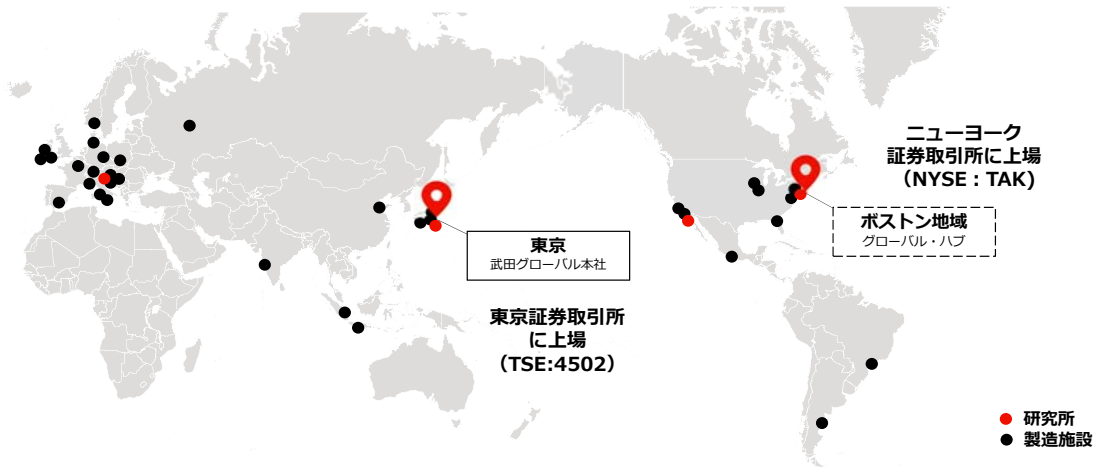 ニューヨーク
証券取引所に上場
（NYSE：TAK)
ボストン地域
グローバル・ハブ
東京
武田グローバル本社
東京証券取引所
に上場
（TSE:4502）
研究所
製造施設